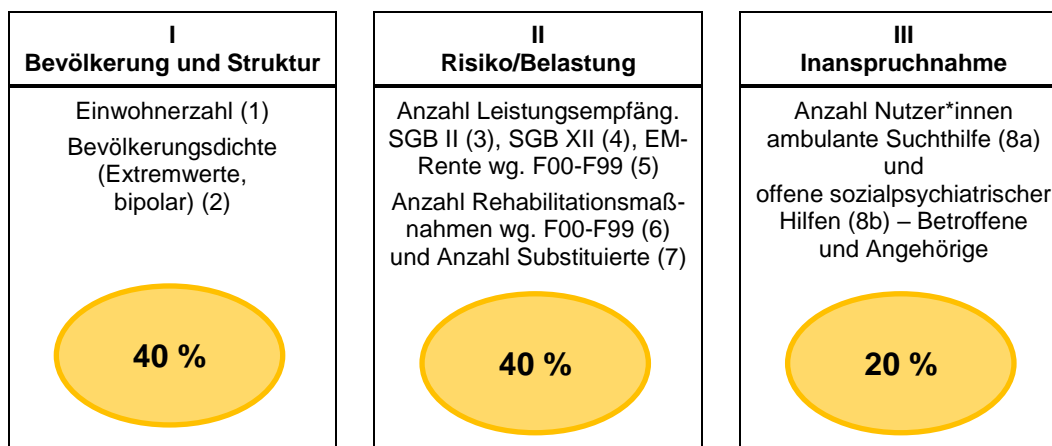 I
Bevölkerung und Struktur
Einwohnerzahl (1)
Bevölkerungsdichte
(Extremwerte,
bipolar) (2)
40 %
II
Risiko/Belastung
Anzahl Leistungsempfäng.
SGB II (3), SGB XII (4), EM-
Rente wg. F00-F99 (5)
Anzahl Rehabilitationsmaß-
nahmen wg. F00-F99 (6)
und Anzahl Substituierte (7)
40 %
III
Inanspruchnahme
Anzahl Nutzer*innen
ambulante Suchthilfe (8a)
und
offene sozialpsychiatrischer
Hilfen (8b) – Betroffene
und Angehörige
20 %